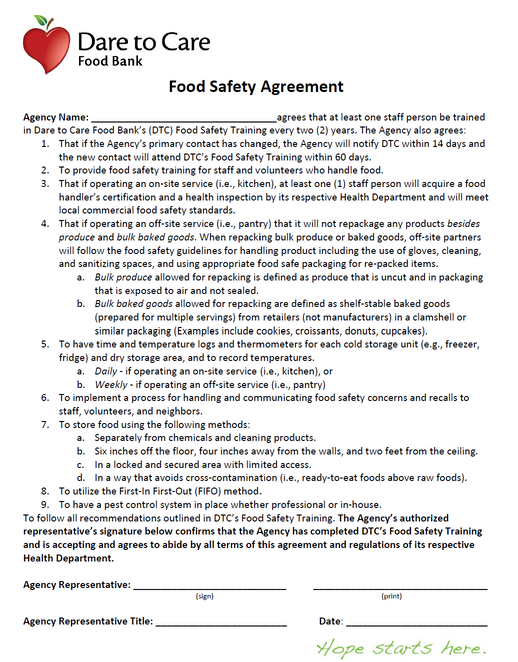 Dare to Care
Food Bank
Food Safety Agreement
Agency Name: ___________________________________agrees that at least one staff person be trained
in Dare to Care Food Bank's (DTC) Food Safety Training every two (2) years. The Agency also agrees:
1. That if the Agency's primary contact has changed, the Agency will notify DTC within 14 days and
the new contact will attend DTC's Food Safety Training within 60 days.
2. To provide food safety training for staff and volunteers who handle food.
3. That if operating an on-site service (i.e., kitchen), at least one (1) staff person will acquire a food
handler's certification and a health inspection by its respective Health Department and will meet
local commercial food safety standards.
4. That if operating an off-site service (i.e., pantry) that it will not repackage any products besides
produce and bulk baked goods. When repacking bulk produce or baked goods, off-site partners
will follow the food safety guidelines for handling product including the use of gloves, cleaning,
and sanitizing spaces, and using appropriate food safe packaging for re-packed items.
a. Bulk produce allowed for repacking is defined as produce that is uncut and in packaging
that is exposed to air and not sealed.
b. Bulk baked goods allowed for repacking are defined as shelf-stable baked goods
(prepared for multiple servings) from retailers (not manufacturers) in a clamshell or
similar packaging (Examples include cookies, croissants, donuts, cupcakes).
5. To have time and temperature logs and thermometers for each cold storage unit (e.g., freezer,
fridge) and dry storage area, and to record temperatures.
a. Daily - if operating an on-site service (i.e., kitchen), or
b. Weekly - if operating an off-site service (i.e., pantry)
6. To implement a process for handling and communicating food safety concerns and recalls to
staff, volunteers, and neighbors.
7. To store food using the following methods:
a. Separately from chemicals and cleaning products.
b. Six inches off the floor, four inches away from the walls, and two feet from the ceiling.
c. In a locked and secured area with limited access.
d. In a way that avoids cross-contamination (i.e., ready-to-eat foods above raw foods).
8. To utilize the First-In First-Out (FIFO) method.
9. To have a pest control system in place whether professional or in-house.
To follow all recommendations outlined in DTC's Food Safety Training. The Agency's authorized
representative's signature below confirms that the Agency has completed DTC's Food Safety Training
and is accepting and agrees to abide by all terms of this agreement and regulations of its respective
Health Department.
Agency Representative: _____________________________ _________________________________
(sign) (print)
Agency Representative Title: _________________________ Date: ___________________________
Hope starts here.